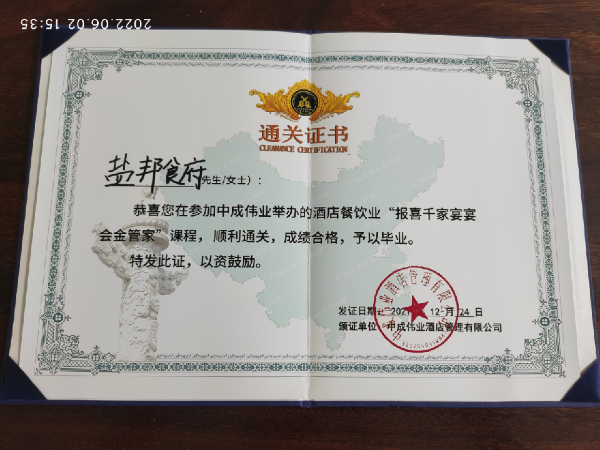 2022.06.02 15:35
通关证书
CLEARANCE CERTIFICATION
盐邦食府(先生/女士)：
恭喜您在参加中成伟业举办的酒店餐饮业“报喜千家宴宴
会金管家”课程，顺利通关，成绩合格，予以毕业。
特发此证，以资鼓励。
发证日期：202 12 月 24 日
颁证单位：中成伟业酒店管理有限公司